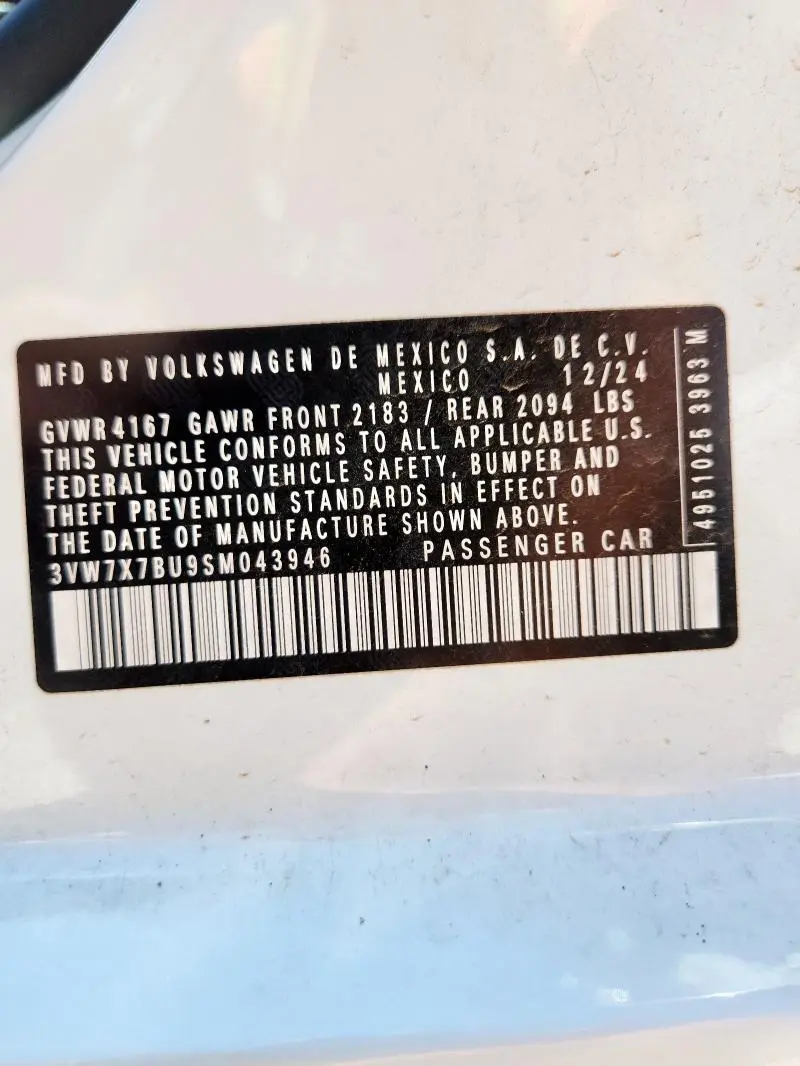 MFD BY VOLKSWAGEN DE MEXICO S.A. DE C.V.
MEXICO 12/24
GVWR 4167 GAWR FRONT 2183 / REAR 2094 LBS
THIS VEHICLE CONFORMS TO ALL APPLICABLE U.S.
FEDERAL MOTOR VEHICLE SAFETY, BUMPER AND
THEFT PREVENTION STANDARDS IN EFFECT ON
THE DATE OF MANUFACTURE SHOWN ABOVE.
3VW7X7BU9SM043946 PASSENGER CAR
4951025 3963 M